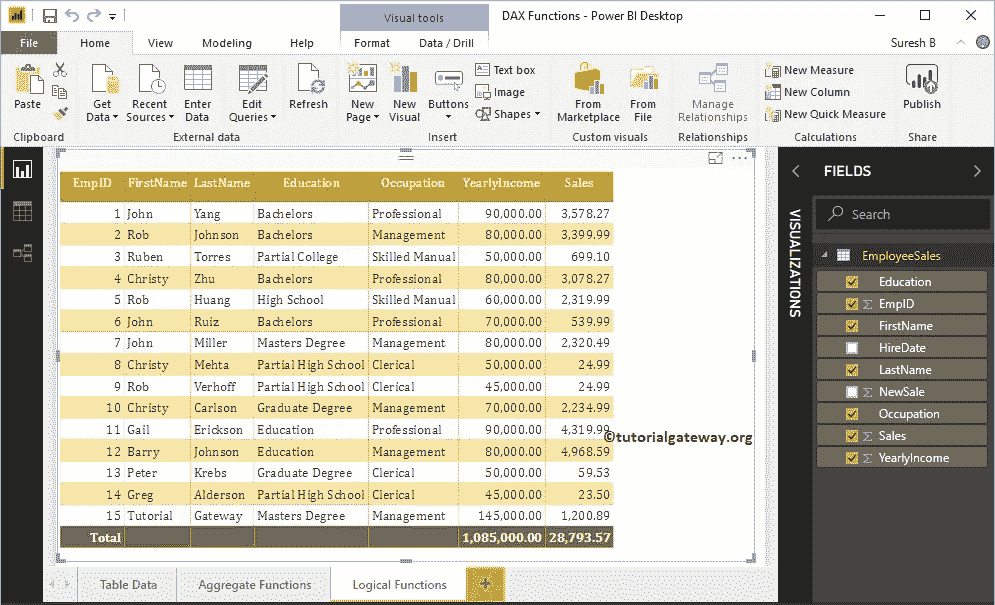 Visual tools
DAX Functions - Power BI Desktop
File Home View Modeling Help Format Data / Drill Suresh B
Paste
Get Data
Recent Sources
Enter Data
Edit Queries
Refresh
New Page
New Visual
Buttons
Text box
Image
Shapes
From Marketplace
From File
Manage Relationships
New Measure
New Column
New Quick Measure
Publish
Clipboard External data Insert Custom visuals Relationships Calculations Share
EmpID FirstName LastName Education Occupation YearlyIncome Sales
1 John Yang Bachelors Professional 90,000.00 3,578.27
2 Rob Johnson Bachelors Management 80,000.00 3,399.99
3 Ruben Torres Partial College Skilled Manual 50,000.00 699.10
4 Christy Zhu Bachelors Professional 80,000.00 3,078.27
5 Rob Huang High School Skilled Manual 60,000.00 2,319.99
6 John Ruiz Bachelors Professional 70,000.00 539.99
7 John Miller Masters Degree Management 80,000.00 2,320.49
8 Christy Mehta Partial High School Clerical 50,000.00 24.99
9 Rob Verhoff Partial High School Clerical 45,000.00 24.99
10 Christy Carlson Graduate Degree Management 70,000.00 2,234.99
11 Gail Erickson Education Professional 90,000.00 4,319.99
©tutorialgateway.org
12 Barry Johnson Education Management 80,000.00 4,968.59
13 Peter Krebs Graduate Degree Clerical 50,000.00 59.53
14 Greg Alderson Partial High School Clerical 45,000.00 23.50
15 Tutorial Gateway Masters Degree Management 145,000.00 1,200.89
Total 1,085,000.00 28,793.57
Table Data Aggregate Functions Logical Functions +
VISUALIZATIONS
FIELDS
Search
EmployeeSales
Education
Σ EmpID
FirstName
HireDate
LastName
Σ NewSale
Occupation
Σ Sales
Σ YearlyIncome